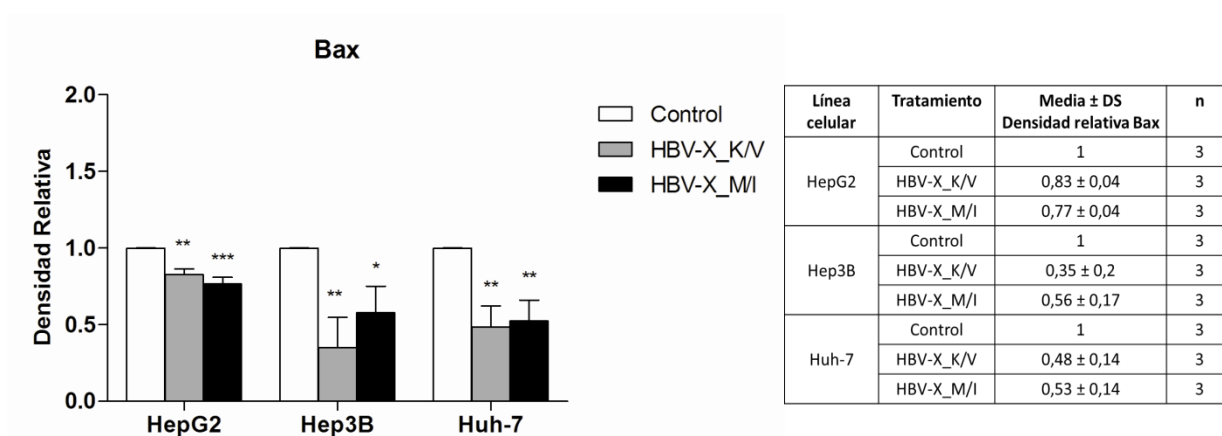 Bax
Densidad Relativa
2.0
1.5
1.0
0.5
0.0
** ***
** *
** **
HepG2 Hep3B Huh-7
Control
HBV-X_K/V
HBV-X_M/I
Línea celular Tratamiento Media ± DS Densidad relativa Bax n
HepG2
Control 1 3
HBV-X_K/V 0,83 ± 0,04 3
HBV-X_M/I 0,77 ± 0,04 3
Hep3B
Control 1 3
HBV-X_K/V 0,35 ± 0,2 3
HBV-X_M/I 0,56 ± 0,17 3
Huh-7
Control 1 3
HBV-X_K/V 0,48 ± 0,14 3
HBV-X_M/I 0,53 ± 0,14 3